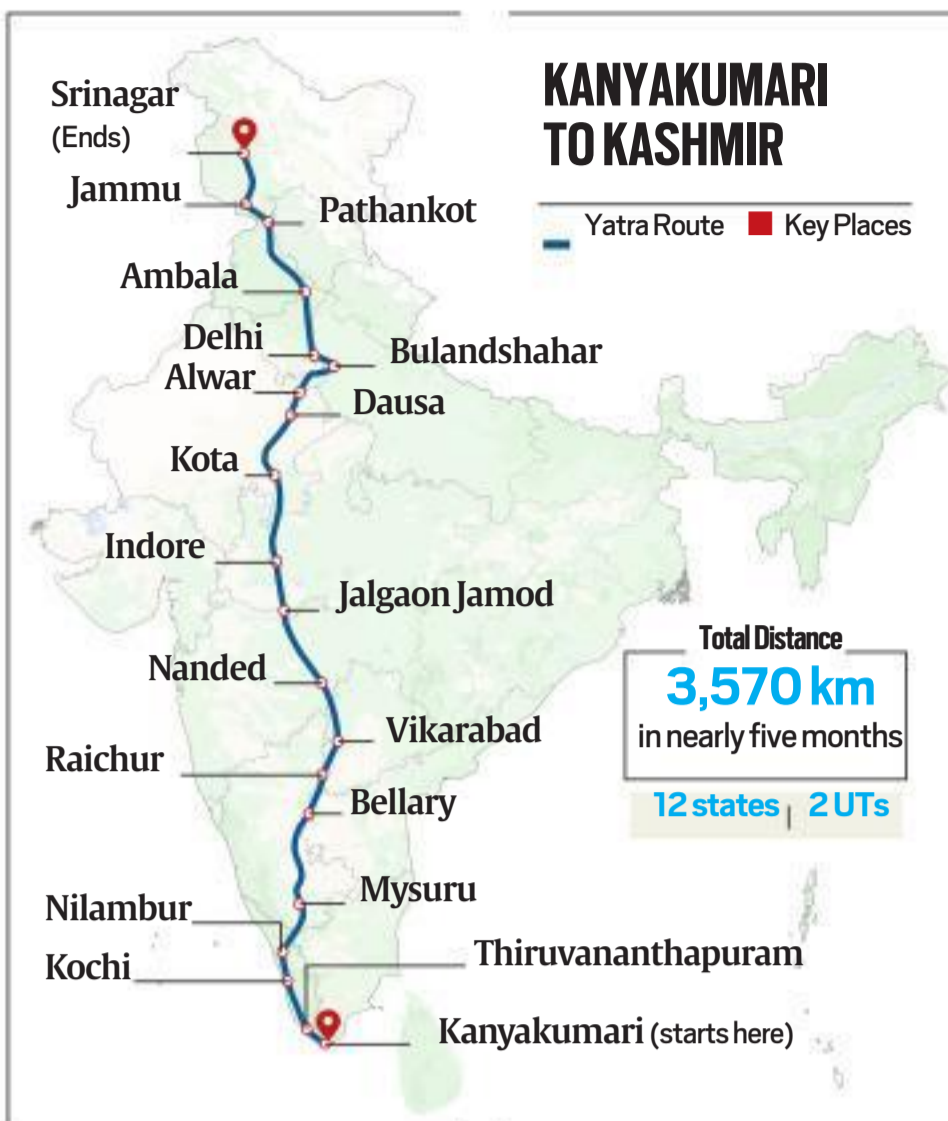 KANYAKUMARI
TO KASHMIR
Yatra Route
Key Places
Srinagar
(Ends)
Jammu
Pathankot
Ambala
Delhi
Bulandshahar
Alwar
Dausa
Kota
Indore
Jalgaon Jamod
Nanded
Vikarabad
Raichur
Bellary
Mysuru
Nilambur
Kochi
Thiruvananthapuram
Kanyakumari (starts here)
Total Distance
3,570 km
in nearly five months
12 states | 2 UTs